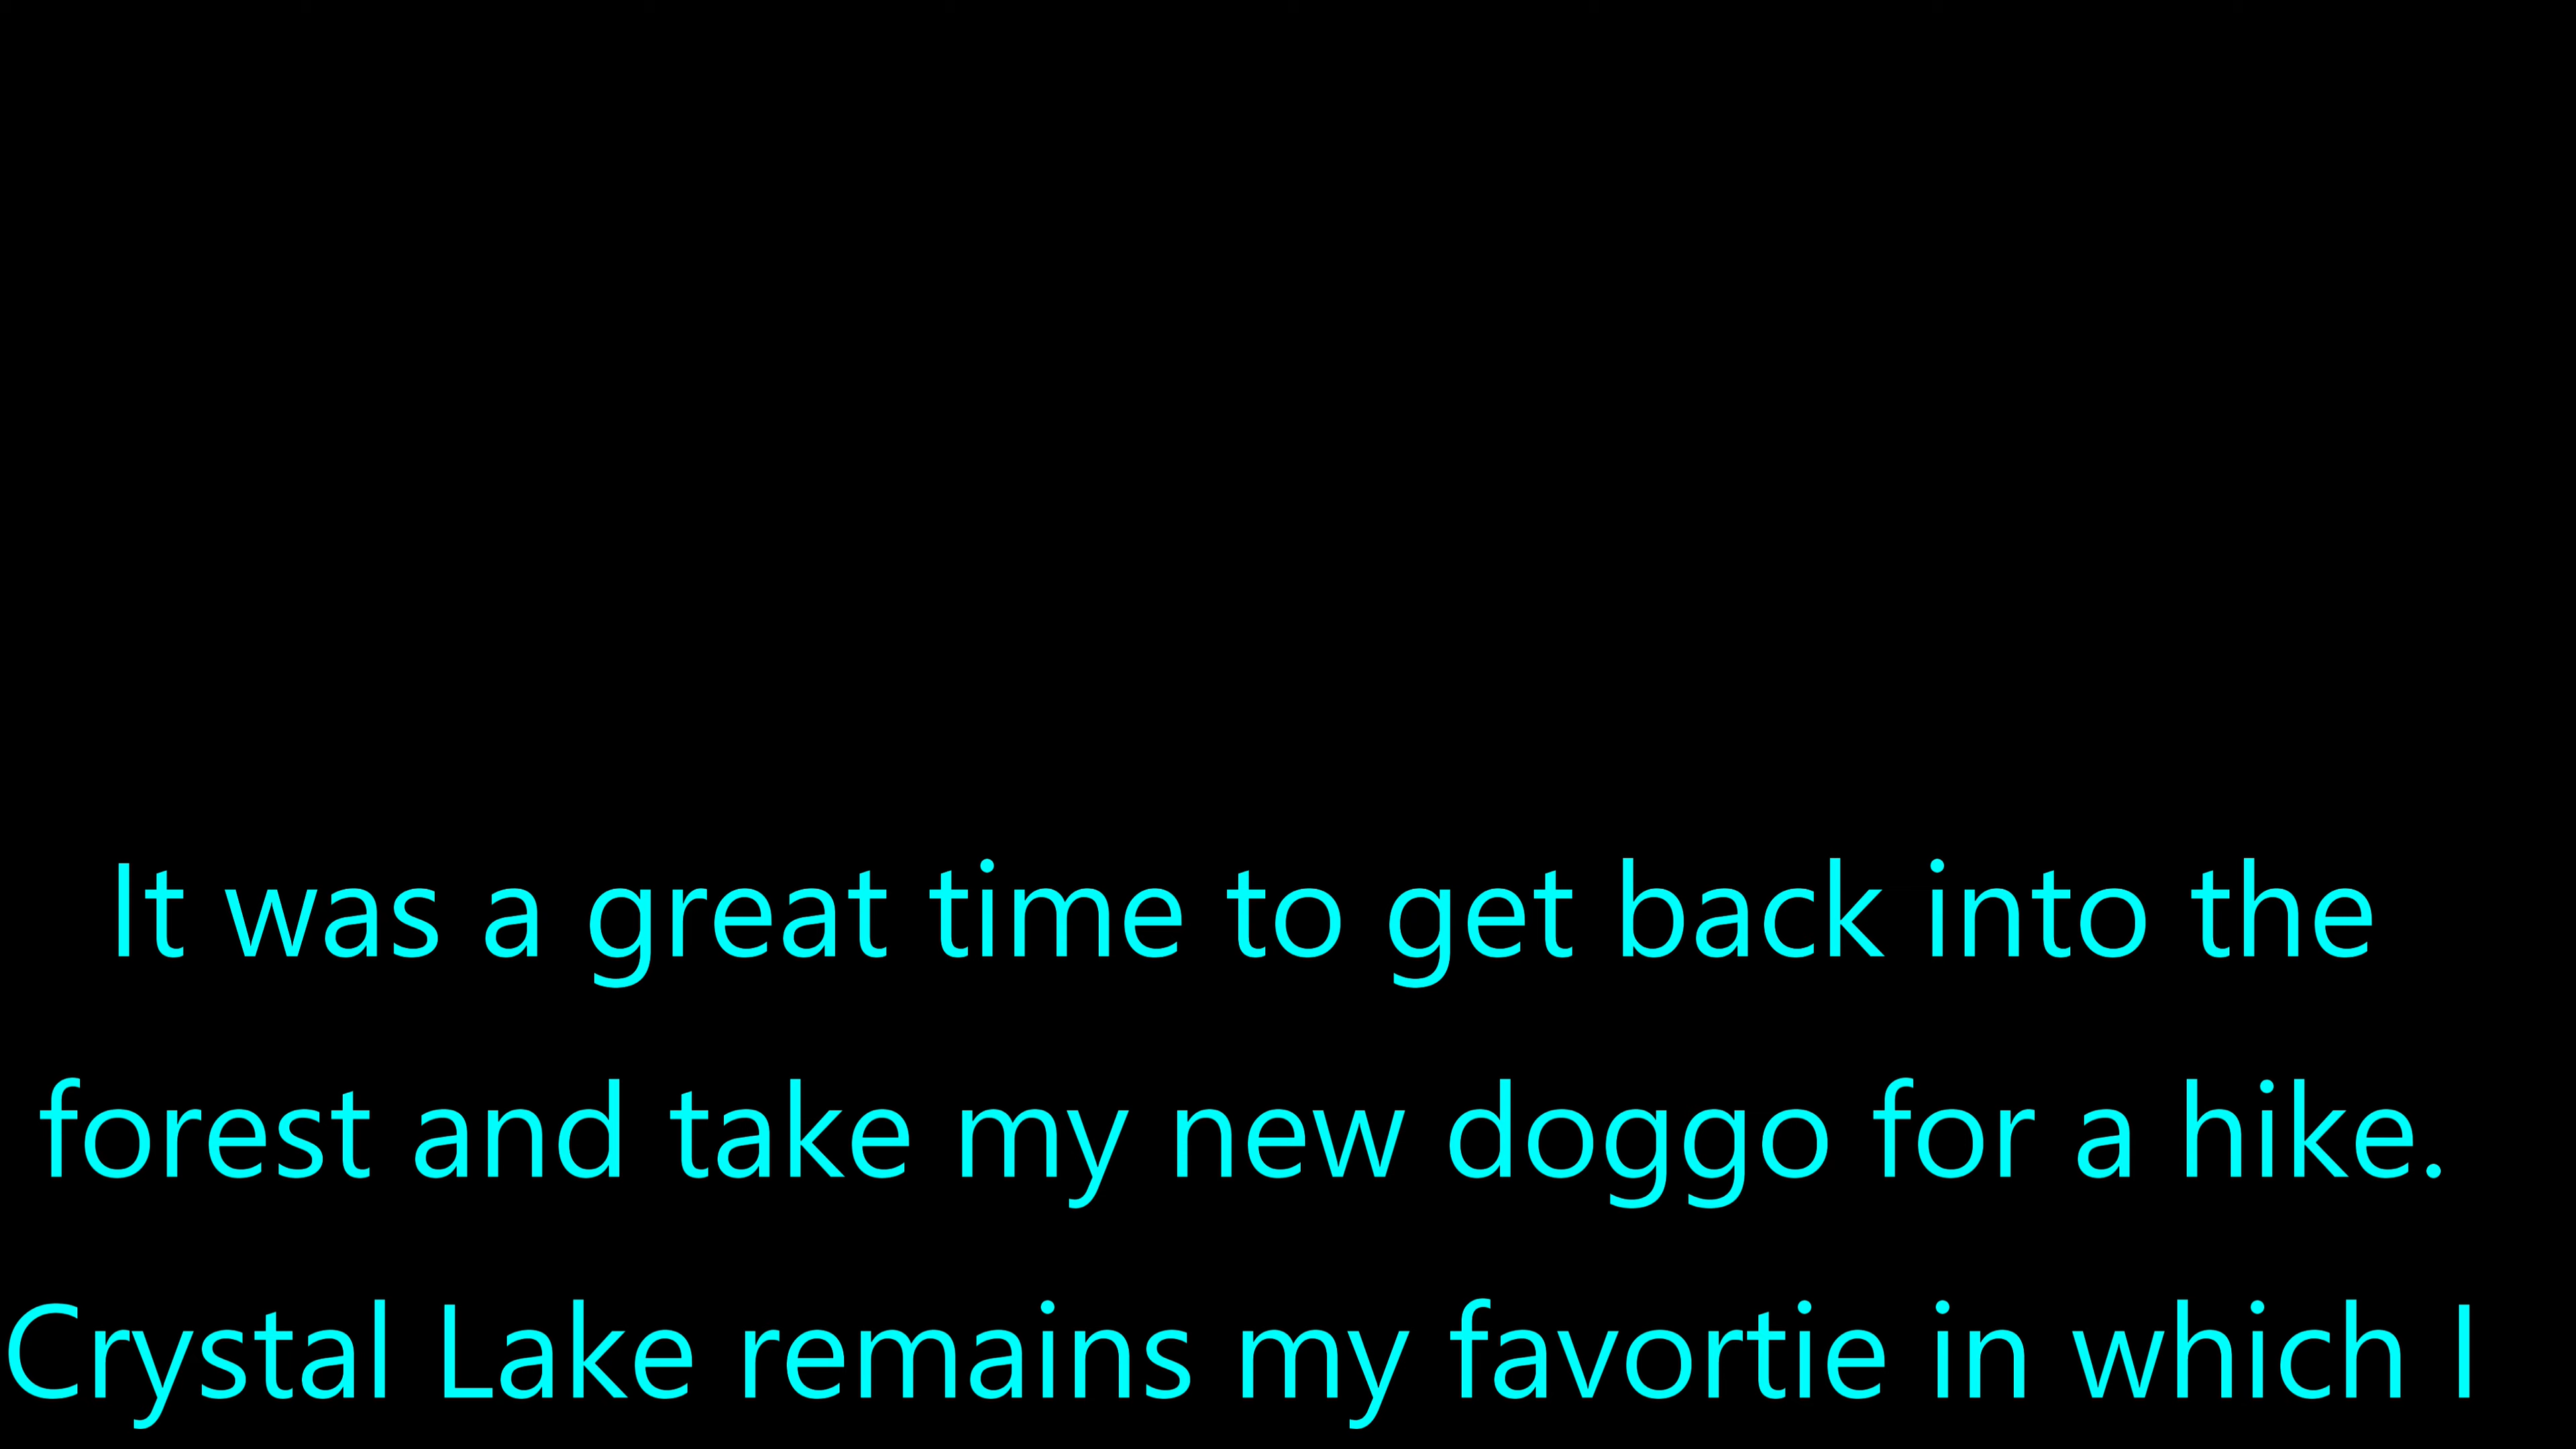 It was a great time to get back into the
forest and take my new doggo for a hike.
Crystal Lake remains my favortie in which I